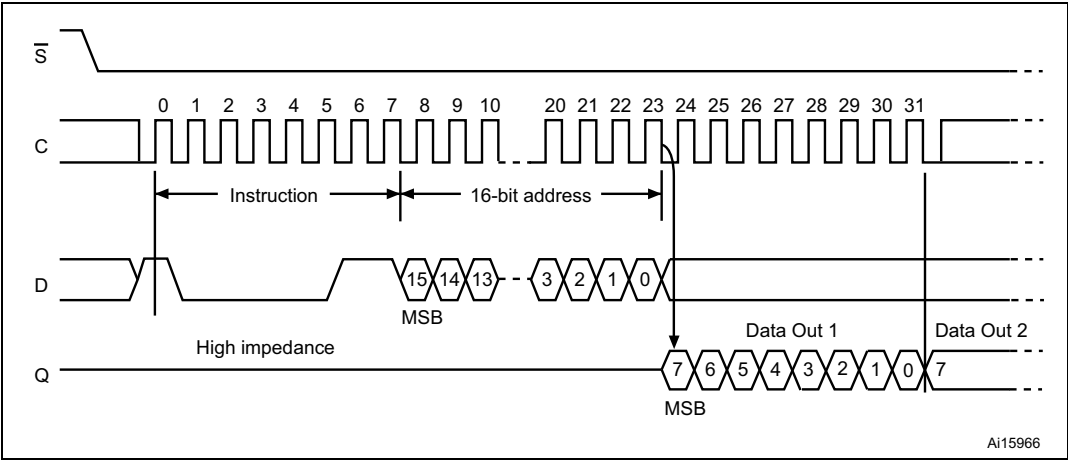 S
0 1 2 3 4 5 6 7 8 9 10 20 21 22 23 24 25 26 27 28 29 30 31
C
Instruction 16-bit address
D 15 14 13 3 2 1 0
MSB
High impedance Data Out 1 Data Out 2
Q 7 6 5 4 3 2 1 0 7
MSB
Ai15966